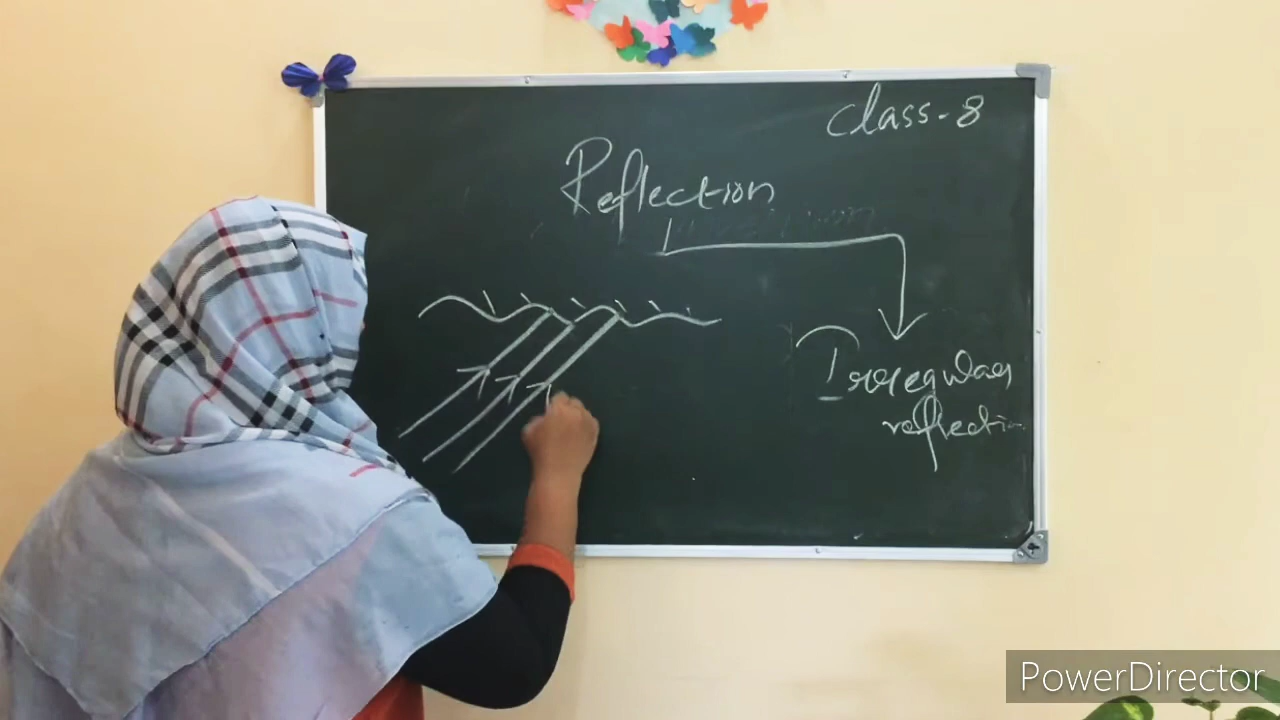 Class-8
Reflection
Irregular
reflection
PowerDirector